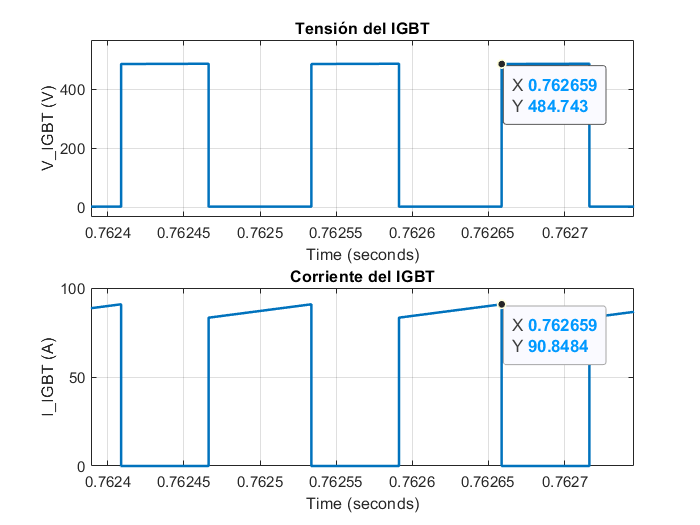 Tensión del IGBT
V_IGBT (V)
400
200
0
X 0.762659
Y 484.743
0.7624 0.76245 0.7625 0.76255 0.7626 0.76265 0.7627
Time (seconds)
Corriente del IGBT
I_IGBT (A)
100
50
0
X 0.762659
Y 90.8484
0.7624 0.76245 0.7625 0.76255 0.7626 0.76265 0.7627
Time (seconds)